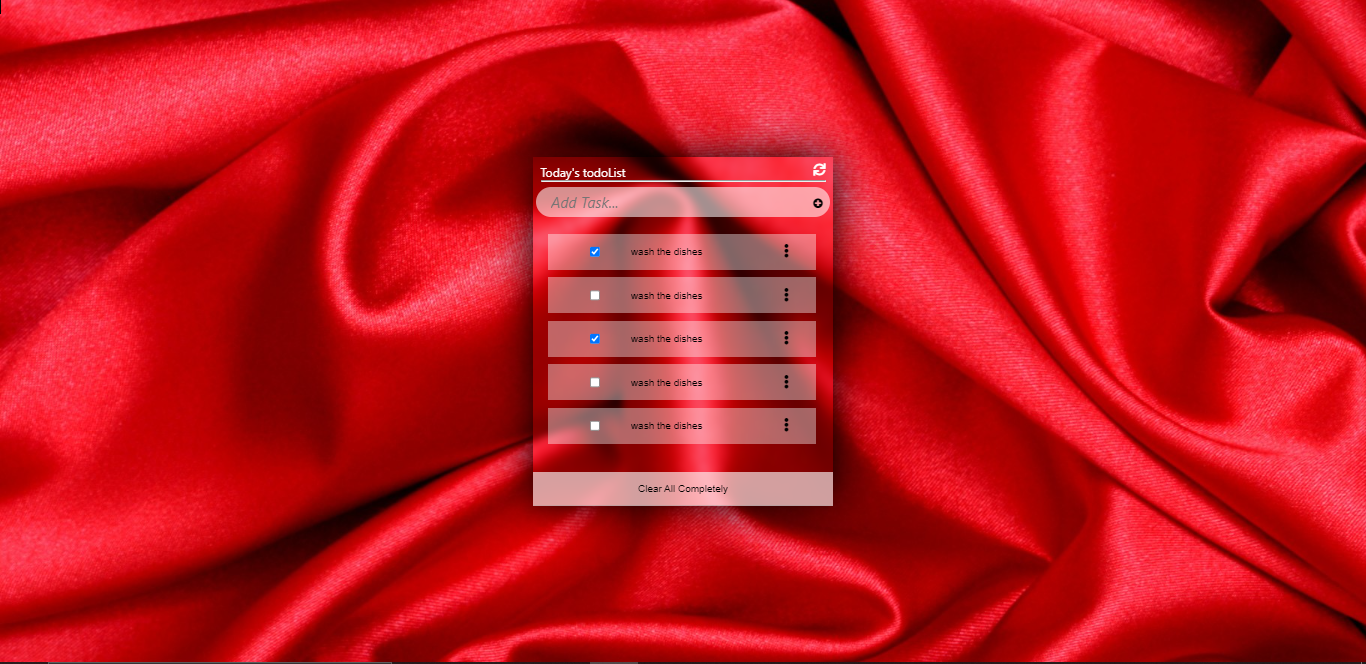 Today's todoList
Add Task...
wash the dishes
wash the dishes
wash the dishes
wash the dishes
wash the dishes
Clear All Completely